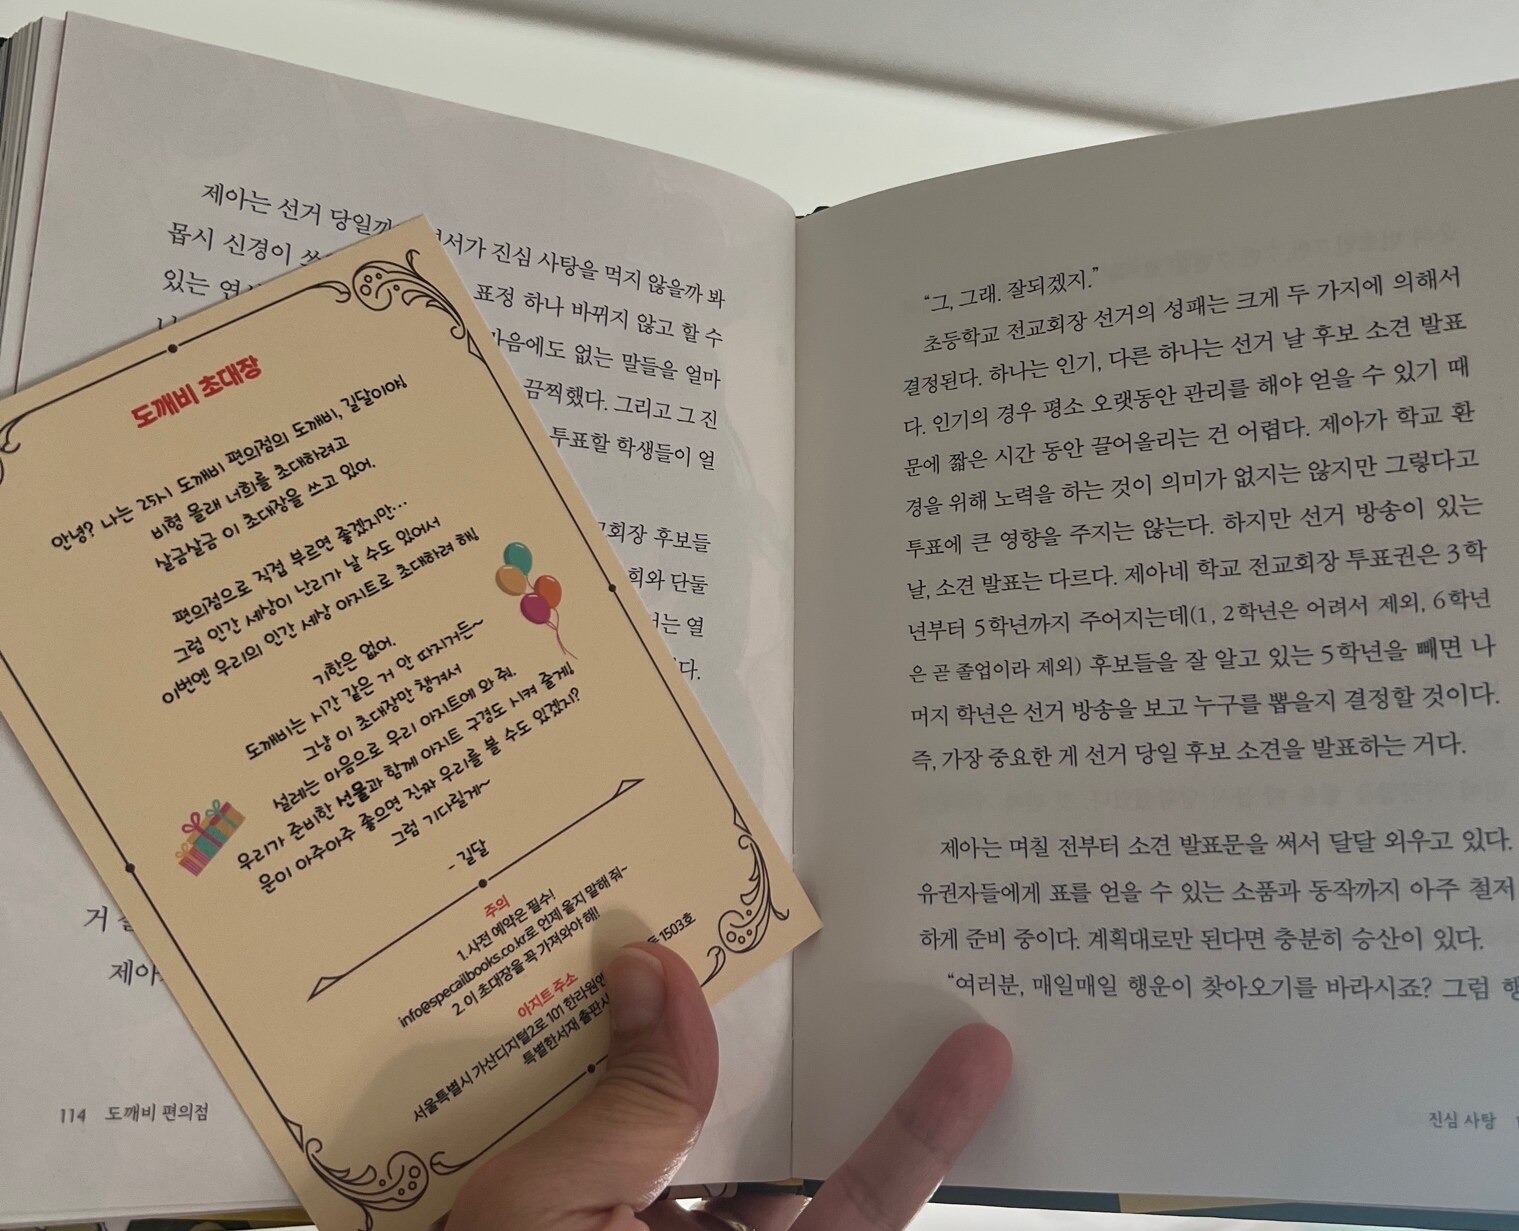 제아는 선거 당일까 서가 진심 사탕을 먹지 않을까 봐
몹시 신경이
있는 표정 하나 바뀌지 않고 할 수
마음에도 없는 말들을 얼마
끔찍했다. 그리고 그 진
투표할 학생들이 얼
교회장 후보들
희와 단둘
서는 열
다.
거
제아
114 도깨비 편의점
도깨비 초대장
안녕? 나는 25시 도깨비 편의점의 도깨비, 길달이야!
비형 몰래 너희를 초대하려고
살금살금 이 초대장을 쓰고 있어.
편의점으로 직접 부르면 좋겠지만…
그럼 인간 세상이 난리가 날 수도 있어서
이번엔 우리의 인간 세상 아지트로 초대하려 해!
기한은 없어.
도깨비는 시간 같은 거 안 따지거든~
그냥 이 초대장만 챙겨서
설레는 마음으로 우리 아지트에 와 줘.
우리가 준비한 선물과 함께 아지트 구경도 시켜 줄게!
운이 아주아주 좋으면 진짜 우리를 볼 수도 있겠지?
그럼 기다릴게~
- 길달
주의
1. 사전 예약은 필수!
info@specailbooks.co.kr로 언제 올지 말해 줘~
2. 이 초대장을 꼭 가져와야 해!
아지트 주소
서울특별시 가산디지털2로 101 한라원앤 동 1503호
특별한서재 출판사
“그, 그래. 잘되겠지.”
초등학교 전교회장 선거의 성패는 크게 두 가지에 의해서
결정된다. 하나는 인기, 다른 하나는 선거 날 후보 소견 발표
다. 인기의 경우 평소 오랫동안 관리를 해야 얻을 수 있기 때
문에 짧은 시간 동안 끌어올리는 건 어렵다. 제아가 학교 환
경을 위해 노력을 하는 것이 의미가 없지는 않지만 그렇다고
투표에 큰 영향을 주지는 않는다. 하지만 선거 방송이 있는
날, 소견 발표는 다르다. 제아네 학교 전교회장 투표권은 3학
년부터 5학년까지 주어지는데(1, 2학년은 어려서 제외, 6학년
은 곧 졸업이라 제외) 후보들을 잘 알고 있는 5학년을 빼면 나
머지 학년은 선거 방송을 보고 누구를 뽑을지 결정할 것이다.
즉, 가장 중요한 게 선거 당일 후보 소견을 발표하는 거다.
제아는 며칠 전부터 소견 발표문을 써서 달달 외우고 있다.
유권자들에게 표를 얻을 수 있는 소품과 동작까지 아주 철저
하게 준비 중이다. 계획대로만 된다면 충분히 승산이 있다.
“여러분, 매일매일 행운이 찾아오기를 바라시죠? 그럼 행
진심 사탕